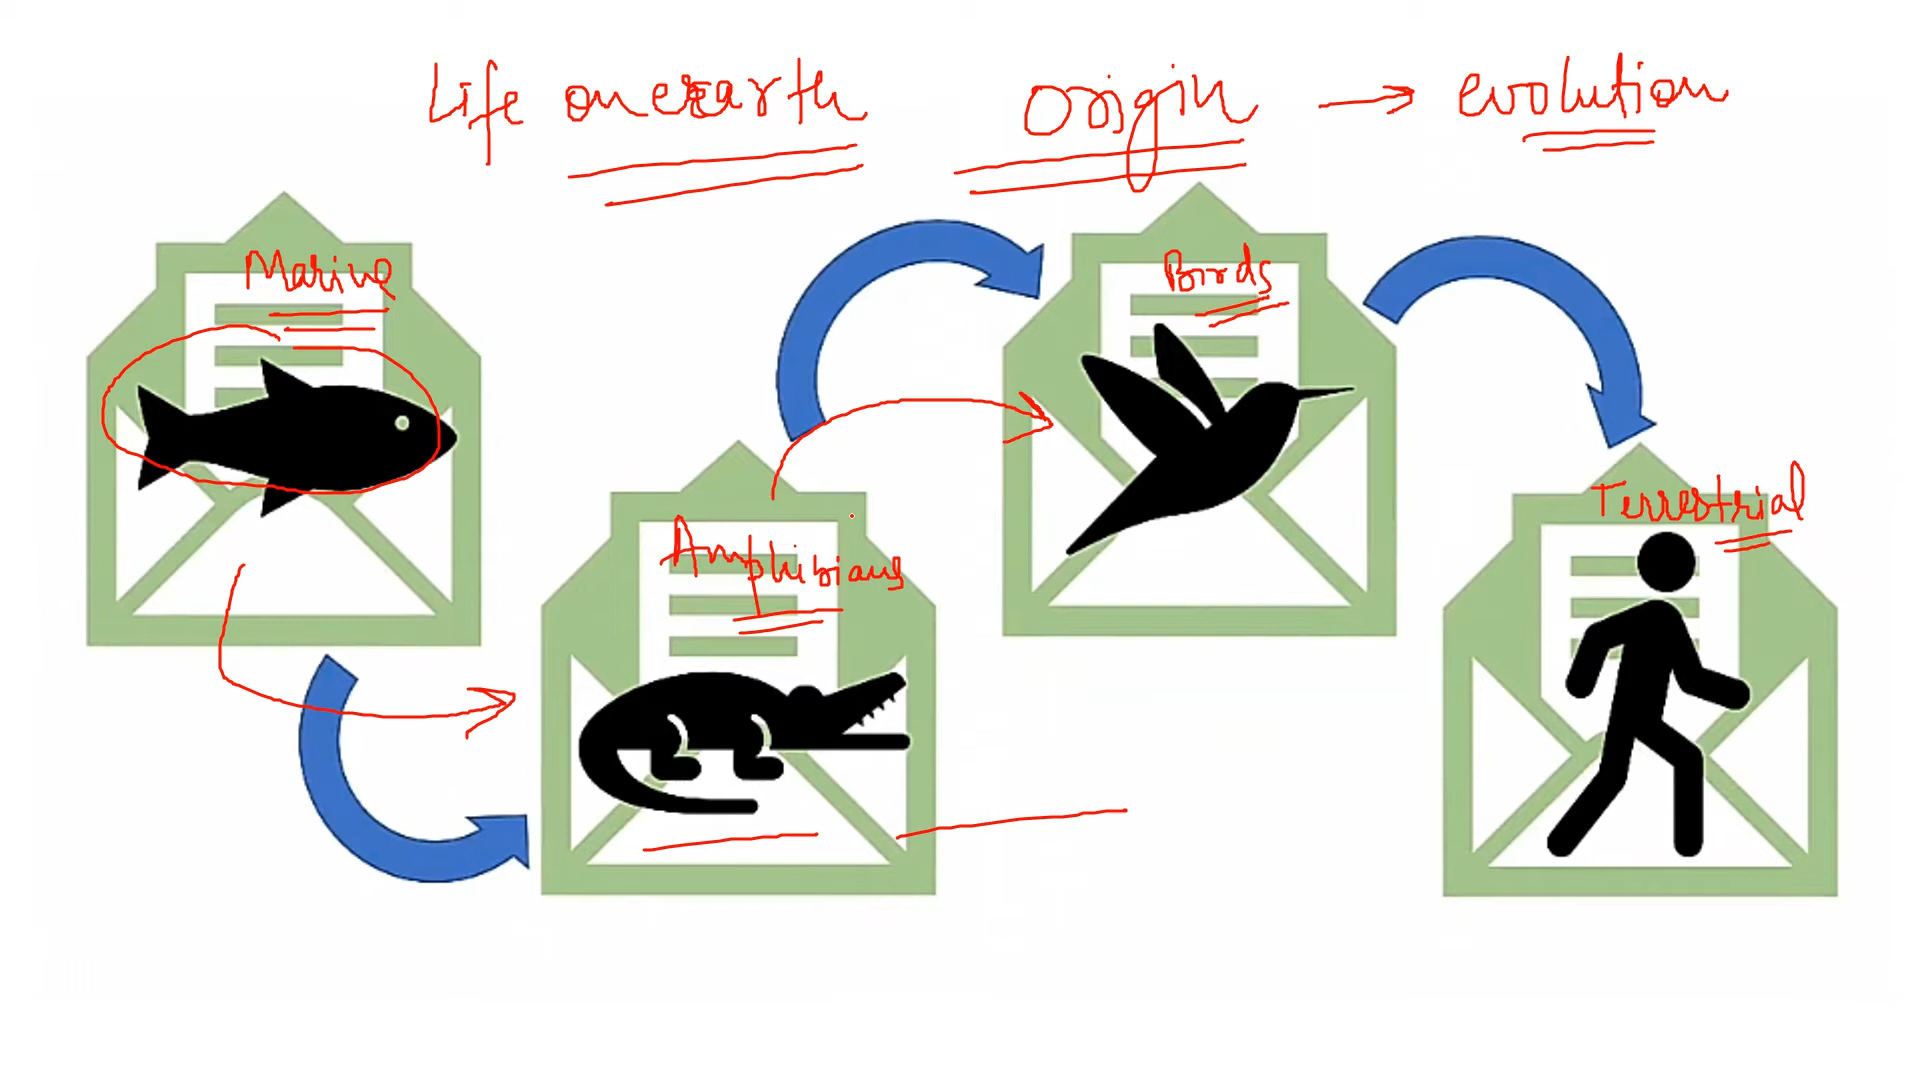 Life on earth origin → evolution
Marine
Birds
Terrestrial
Amphibians